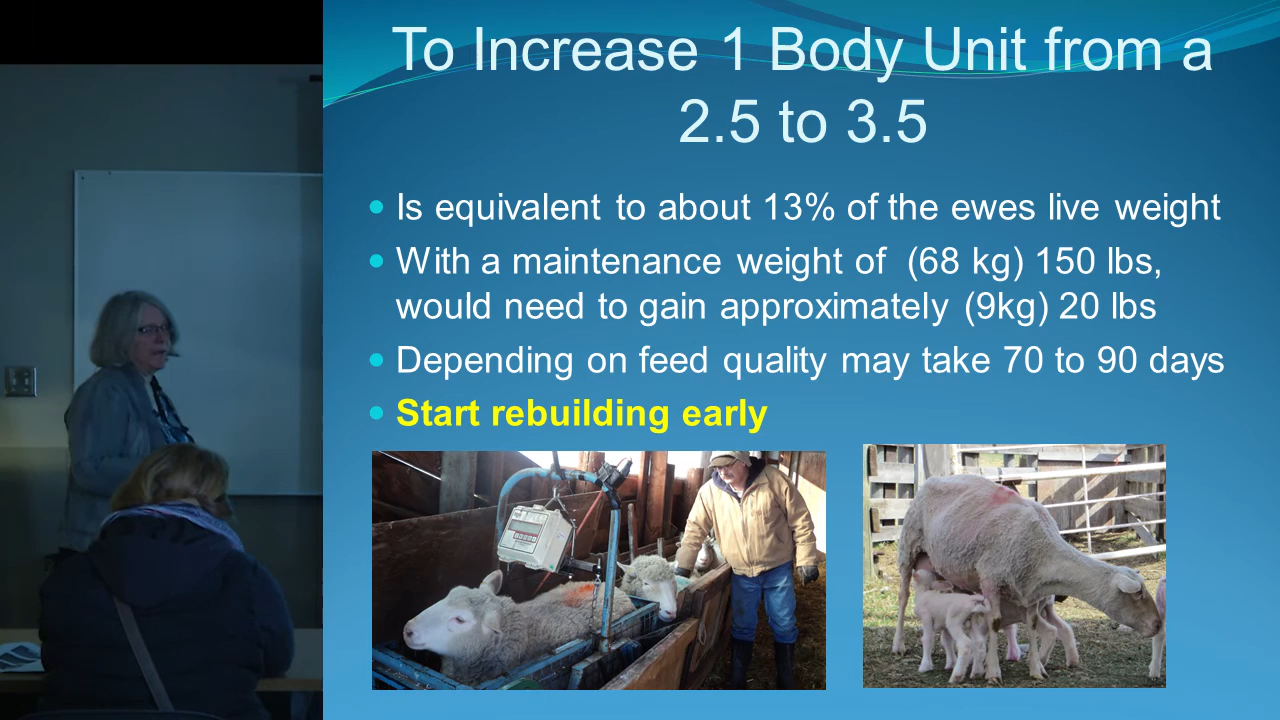 To Increase 1 Body Unit from a
2.5 to 3.5
Is equivalent to about 13% of the ewes live weight
With a maintenance weight of (68 kg) 150 lbs,
would need to gain approximately (9kg) 20 lbs
Depending on feed quality may take 70 to 90 days
Start rebuilding early